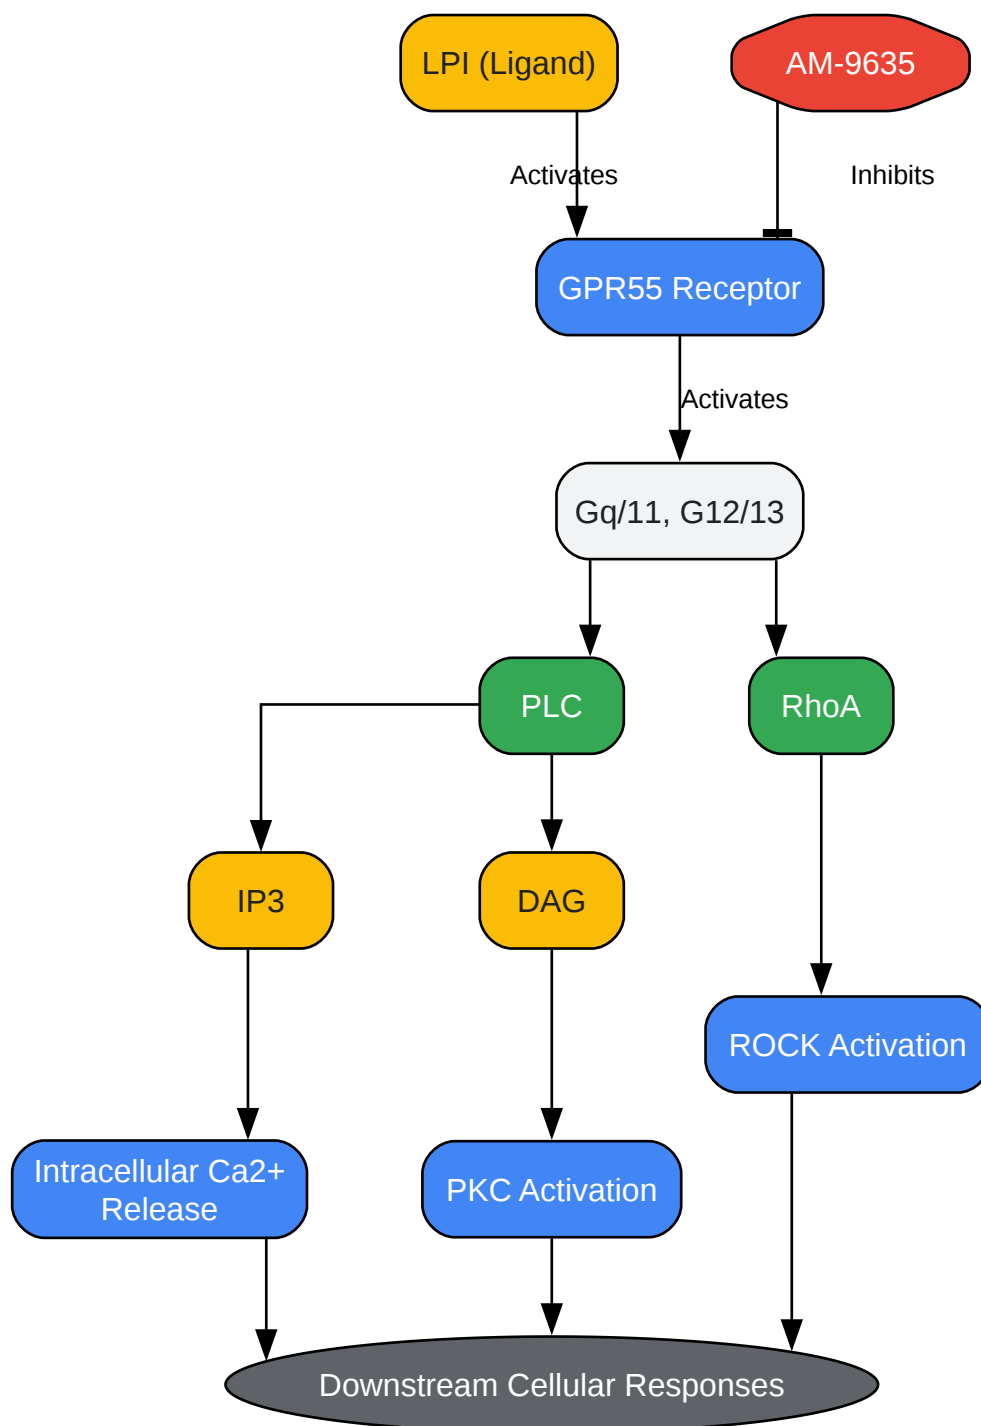 LPI (Ligand)
AM-9635
Activates
Inhibits
GPR55 Receptor
Activates
Gq/11, G12/13
PLC
RhoA
IP3
DAG
ROCK Activation
Intracellular Ca2+
Release
PKC Activation
Downstream Cellular Responses